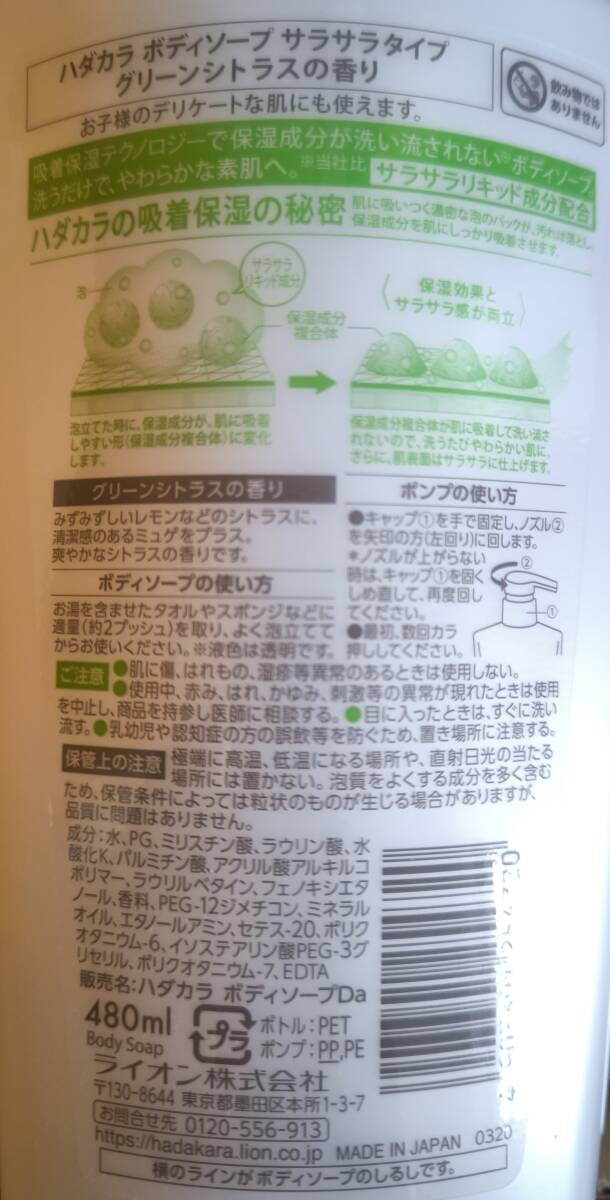 ハダカラ ボディソープ サラサラタイプ
グリーンシトラスの香り
飲み物では
ありません
お子様のデリケートな肌にも使えます。
吸着保湿テクノロジーで保湿成分が洗い流されない※ボディソープ。
洗うだけで、やわらかな素肌へ。※当社比 サラサラリキッド成分配合
ハダカラの吸着保湿の秘密
肌に吸いつく濃密な泡のパックが、汚れは落とし、
保湿成分を肌にしっかり吸着させます。
泡
サラサラ
リキッド成分
保湿成分
複合体
保湿効果と
サラサラ感が両立
泡立てた時に、保湿成分が、肌に吸着
しやすい形(保湿成分複合体)に変化
します。
保湿成分複合体が肌に吸着して洗い流さ
れないので、洗うたびやわらかい肌に。
さらに、肌表面はサラサラに仕上げます。
グリーンシトラスの香り
みずみずしいレモンなどのシトラスに、
清潔感のあるミュゲをプラス。
爽やかなシトラスの香りです。
ボディソープの使い方
お湯を含ませたタオルやスポンジなどに
適量(約2プッシュ)を取り、よく泡立てて
からお使いください。※液色は透明です。
ポンプの使い方
●キャップ①を手で固定し、ノズル②
を矢印の方(左回り)に回します。
*ノズルが上がらない
時は、キャップ①を固く
しめ直して、再度回し
てください。
●最初、数回カラ
押ししてください。
②
①
ご注意 ●肌に傷、はれもの、湿疹等異常のあるときは使用しない。
●使用中、赤み、はれ、かゆみ、刺激等の異常が現れたときは使用
を中止し、商品を持参し医師に相談する。●目に入ったときは、すぐに洗い
流す。●乳幼児や認知症の方の誤飲等を防ぐため、置き場所に注意する。
保管上の注意 極端に高温、低温になる場所や、直射日光の当たる
場所には置かない。泡質をよくする成分を多く含む
ため、保管条件によっては粒状のものが生じる場合がありますが、
品質に問題はありません。
成分:水、PG、ミリスチン酸、ラウリン酸、水
酸化K、パルミチン酸、アクリル酸アルキルコ
ポリマー、ラウリルベタイン、フェノキシエタ
ノール、香料、PEG-12ジメチコン、ミネラル
オイル、エタノールアミン、セテス-20、ポリク
オタニウム-6、イソステアリン酸PEG-3グ
リセリル、ポリクオタニウム-7、EDTA
販売名:ハダカラ ボディソープDa
480ml
Body Soap
プラ
ボトル:PET
ポンプ:PP,PE
ライオン株式会社
〒130-8644 東京都墨田区本所1-3-7
お問合せ先 0120-556-913
https://hadakara.lion.co.jp MADE IN JAPAN 0320
横のラインがボディソープのしるしです。